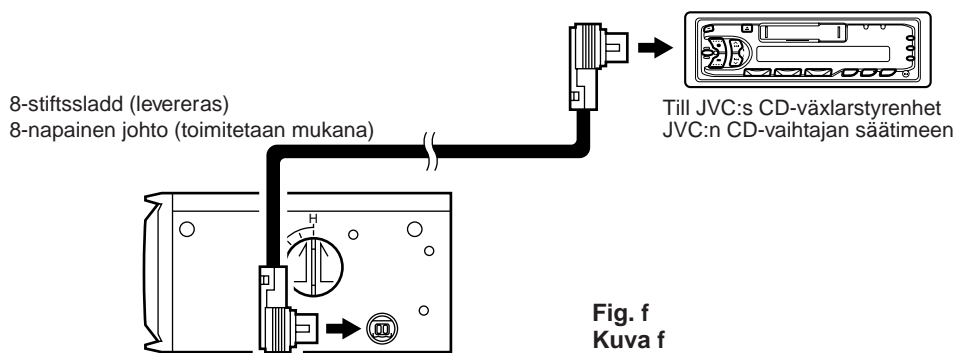 8-stiftssladd (levereras)
8-napainen johto (toimitetaan mukana)
Till JVC:s CD-växlarstyrenhet
JVC:n CD-vaihtajan säätimeen
H
Fig. f
Kuva f